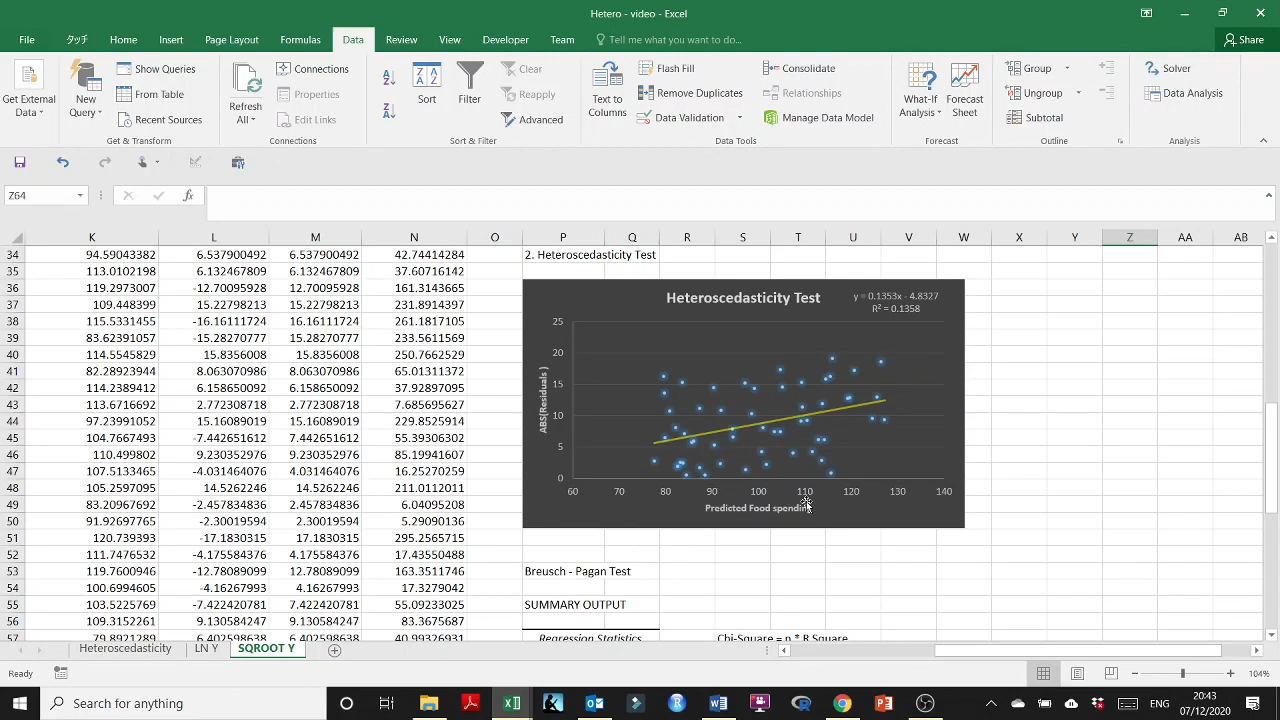 Hetero - video - Excel
File タッチ Home Insert Page Layout Formulas Data Review View Developer Team Tell me what you want to do... Share
Get External Data
New Query
Show Queries
From Table
Recent Sources
Get & Transform
Refresh All
Connections
Properties
Edit Links
Connections
Sort
Filter
Clear
Reapply
Advanced
Sort & Filter
Text to Columns
Flash Fill
Remove Duplicates
Data Validation
Consolidate
Relationships
Manage Data Model
Data Tools
What-If Analysis
Forecast Sheet
Forecast
Group
Ungroup
Subtotal
Outline
Solver
Data Analysis
Analysis
Z64 fx
K L M N O P Q R S T U V W X Y Z AA AB
34 94.59043382 6.537900492 6.537900492 42.74414284 2. Heteroscedasticity Test
35 113.0102198 6.132467809 6.132467809 37.60716142
36 119.2973007 -12.70095928 12.70095928 161.3143665
37 109.448399 15.22798213 15.22798213 231.8914397
38 115.5331455 -16.16111724 16.16111724 261.1817105
39 83.62391057 -15.28270777 15.28270777 233.5611569
40 114.5545829 15.8356008 15.8356008 250.7662529
41 82.28923944 8.063070986 8.063070986 65.01311372
42 114.2389412 6.158650092 6.158650092 37.92897095
43 113.6716692 2.772308718 2.772308718 7.685695627
44 97.23991052 15.16089019 15.16089019 229.8525914
45 104.7667493 -7.442651612 7.442651612 55.39306302
46 110.499802 9.230352976 9.230352976 85.19941607
47 107.5133465 -4.031464076 4.031464076 16.25270259
48 105.2597095 14.5262246 14.5262246 211.0112011
49 83.20967692 -2.457834836 2.457834836 6.04095208
50 91.92697765 -2.30019594 2.30019594 5.29090136
51 120.739393 -17.1830315 17.1830315 295.2565715
52 111.7476532 -4.175584376 4.175584376 17.43550488
53 119.7600946 -12.78089099 12.78089099 163.3511746 Breusch - Pagan Test
54 100.6994605 -4.16267993 4.16267993 17.3279042
55 103.5225769 -7.422420781 7.422420781 55.09233025 SUMMARY OUTPUT
56 109.3152261 9.130584247 9.130584247 83.3675687
57 79.8921289 6.402598638 6.402598638 40.99326931 Regression Statistics Chi-Square = n * R Square
Heteroscedasticity Test
y = 0.1353x - 4.8327
R² = 0.1358
ABS(Residuals )
25
20
15
10
5
0
60 70 80 90 100 110 120 130 140
Predicted Food spending
Heteroscedasticity LN Y SQROOT Y
Ready 104%
Search for anything
20:43
07/12/2020